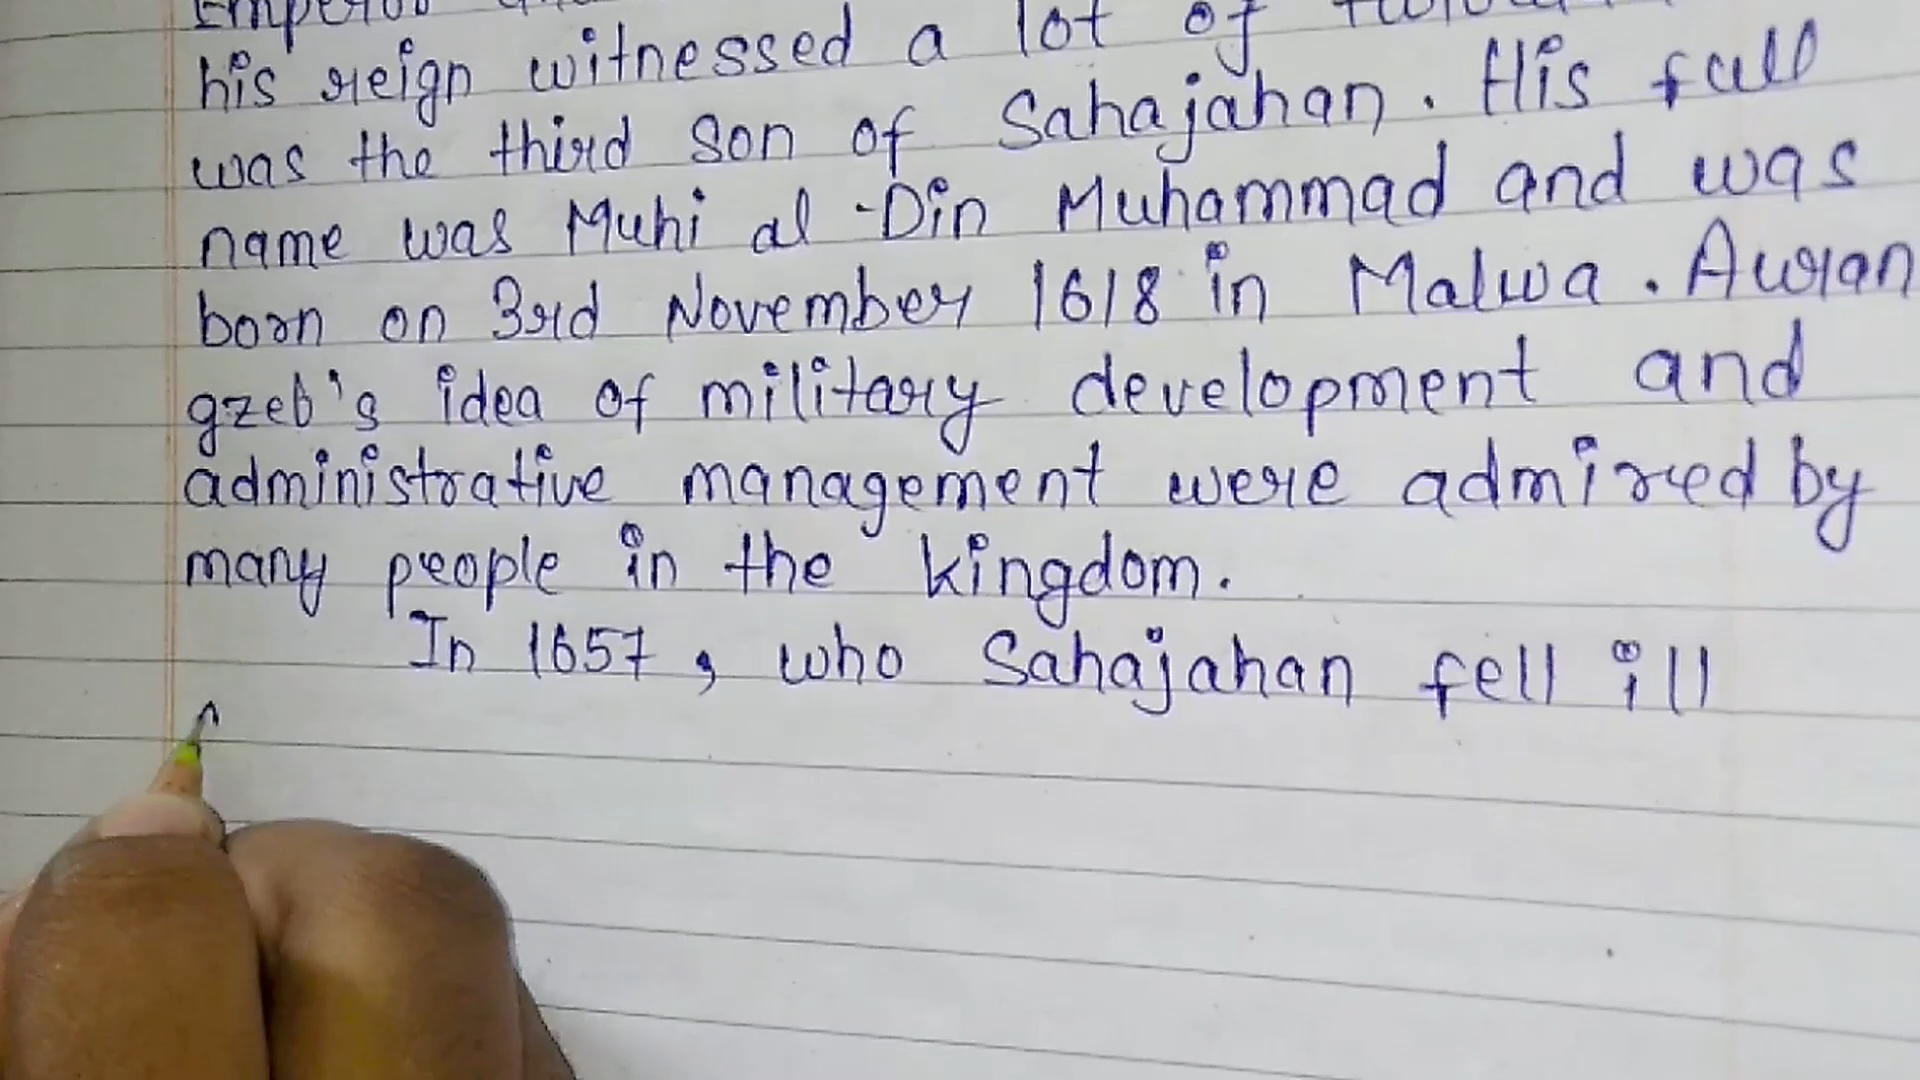 Emperor
his reign witnessed a lot of
was the third son of Sahajahan. His full
name was Muhi al-Din Muhammad and was
born on 3rd November 1618 in Malwa. Auran
gzeb's idea of military development and
administrative management were admired by
many people in the kingdom.
In 1657, who Sahajahan fell ill